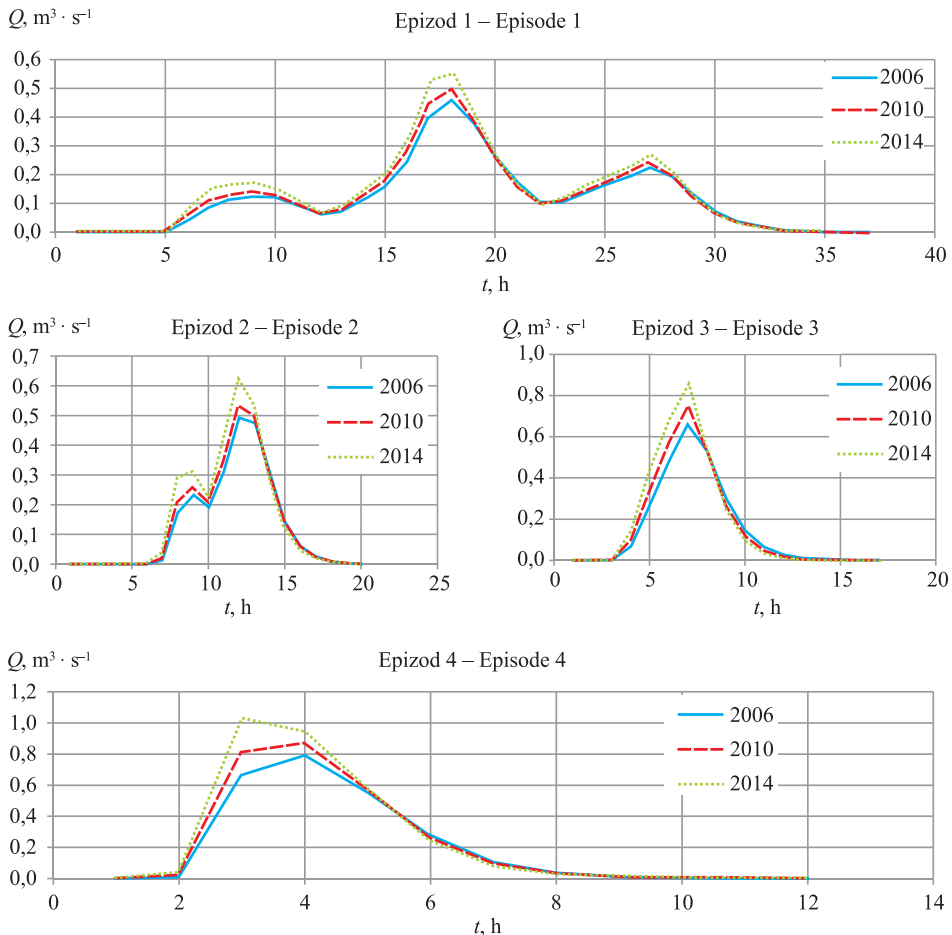 Q, m³ · s⁻¹
Epizod 1 – Episode 1
0,6
0,5
0,4
0,3
0,2
0,1
0,0
2006
2010
2014
0 5 10 15 20 25 30 35 40
t, h
Q, m³ · s⁻¹
Epizod 2 – Episode 2
0,7
0,6
0,5
0,4
0,3
0,2
0,1
0,0
2006
2010
2014
0 5 10 15 20 25
t, h
Q, m³ · s⁻¹
Epizod 3 – Episode 3
1,0
0,8
0,6
0,4
0,2
0,0
2006
2010
2014
0 5 10 15 20
t, h
Q, m³ · s⁻¹
Epizod 4 – Episode 4
1,2
1,0
0,8
0,6
0,4
0,2
0,0
2006
2010
2014
0 2 4 6 8 10 12 14
t, h